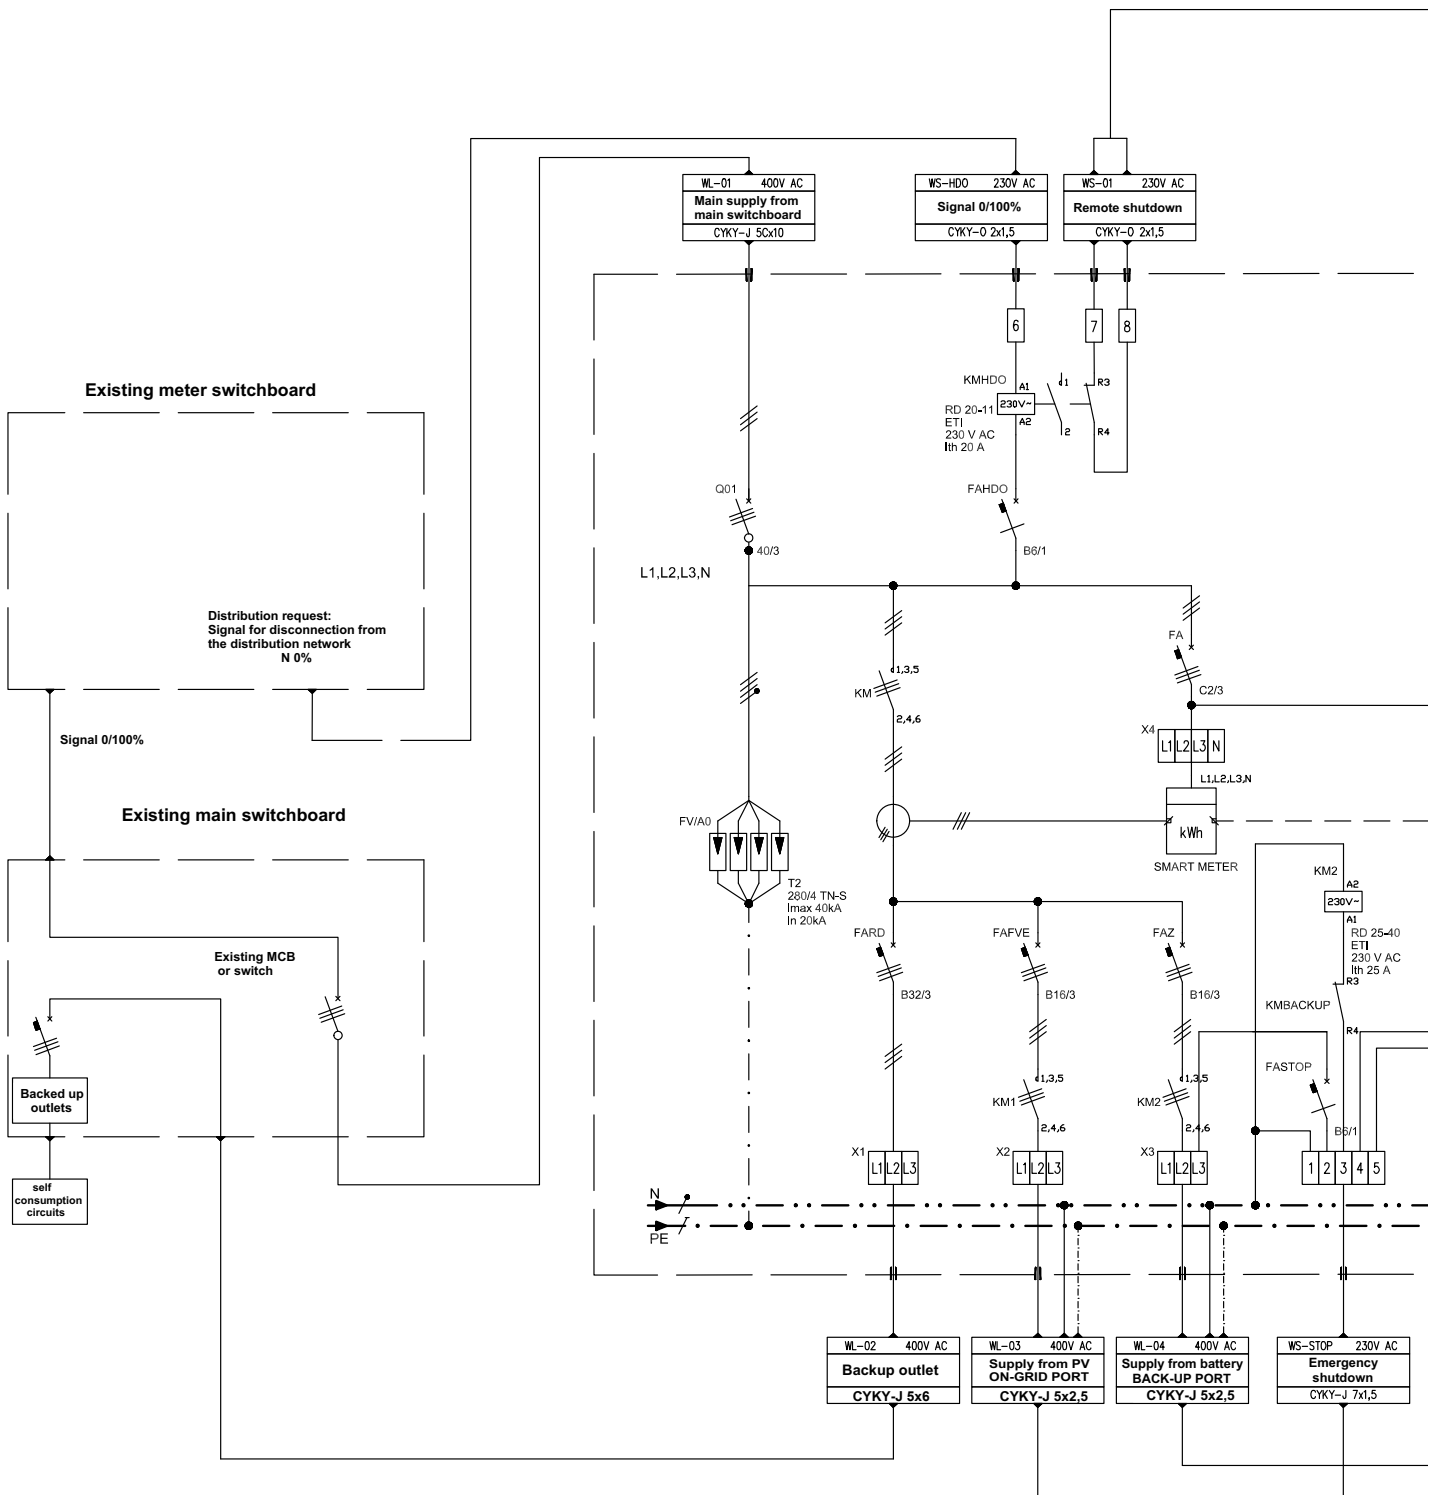 WL-01 400V AC
Main supply from
main switchboard
CYKY-J 5Cx10
WS-HDO 230V AC
Signal 0/100%
CYKY-O 2x1,5
WS-01 230V AC
Remote shutdown
CYKY-O 2x1,5
6
7
8
Existing meter switchboard
KMHDO
A1
230V~
A2
RD 20-11
ETI
230 V AC
Ith 20 A
1
2
R3
R4
Q01
40/3
FAHDO
B6/1
L1,L2,L3,N
Distribution request:
Signal for disconnection from
the distribution network
N 0%
FA
C2/3
KM
1,3,5
2,4,6
Signal 0/100%
X4
L1 L2 L3 N
L1,L2,L3,N
kWh
SMART METER
Existing main switchboard
FV/A0
T2
280/4 TN-S
Imax 40kA
In 20kA
KM2
A2
230V~
A1
RD 25-40
ETI
230 V AC
Ith 25 A
R3
KMBACKUP
R4
FARD
B32/3
FAFVE
B16/3
FAZ
B16/3
Existing MCB
or switch
FASTOP
B6/1
KM1
1,3,5
2,4,6
KM2
1,3,5
2,4,6
Backed up
outlets
X1
L1 L2 L3
X2
L1 L2 L3
X3
L1 L2 L3
1 2 3 4 5
self
consumption
circuits
N
PE
WL-02 400V AC
Backup outlet
CYKY-J 5x6
WL-03 400V AC
Supply from PV
ON-GRID PORT
CYKY-J 5x2,5
WL-04 400V AC
Supply from battery
BACK-UP PORT
CYKY-J 5x2,5
WS-STOP 230V AC
Emergency
shutdown
CYKY-J 7x1,5